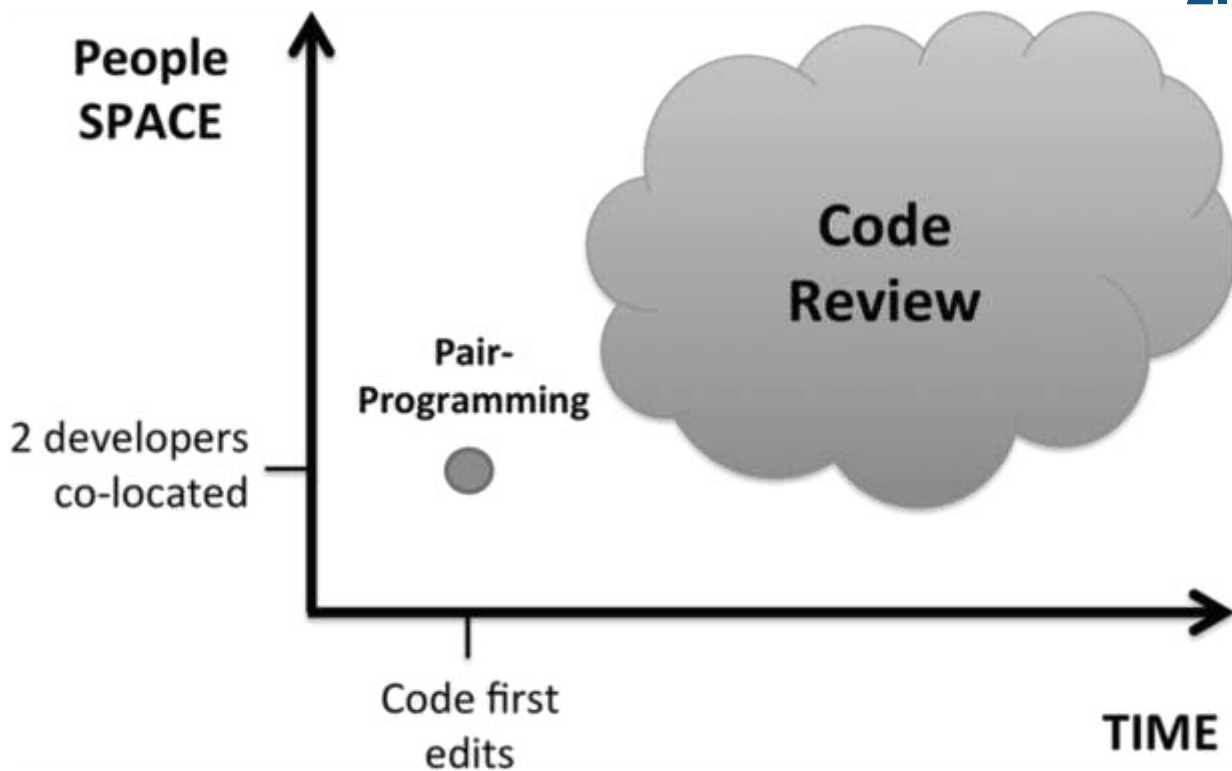 People
SPACE
Code
Review
Pair-
Programming
2 developers
co-located
Code first
edits
TIME